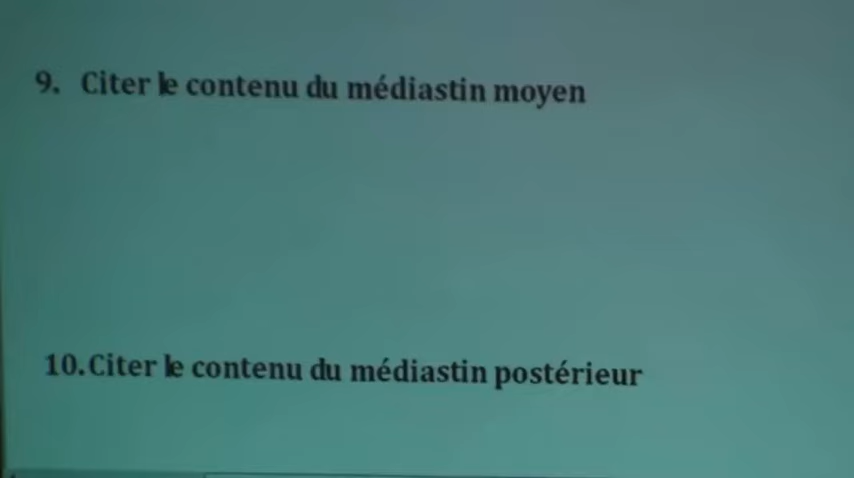 9. Citer le contenu du médiastin moyen
10.Citer le contenu du médiastin postérieur